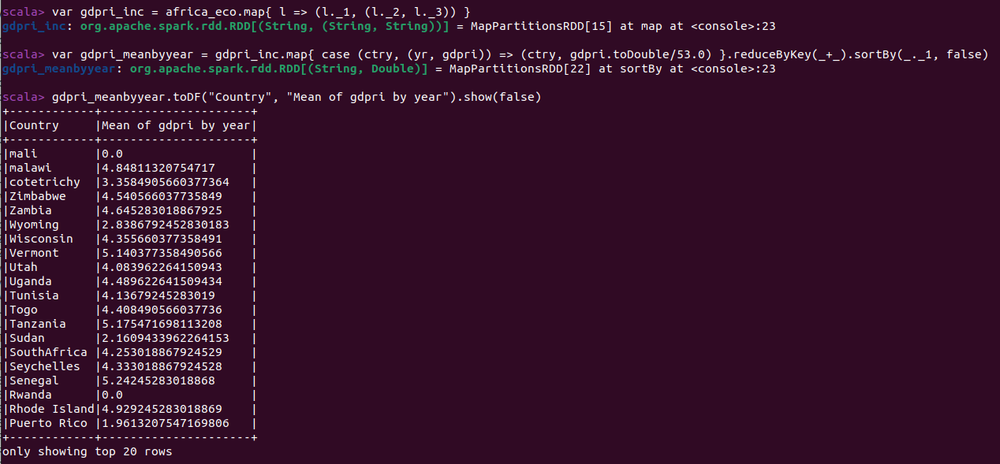 scala> var gdpri_inc = africa_eco.map{ l => (l._1, (l._2, l._3)) }
gdpri_inc: org.apache.spark.rdd.RDD[(String, (String, String))] = MapPartitionsRDD[15] at map at <console>:23
scala> var gdpri_meanbyyear = gdpri_inc.map{ case (ctry, (yr, gdpri)) => (ctry, gdpri.toDouble/53.0) }.reduceByKey(_+_).sortBy(_._1, false)
gdpri_meanbyyear: org.apache.spark.rdd.RDD[(String, Double)] = MapPartitionsRDD[22] at sortBy at <console>:23
scala> gdpri_meanbyyear.toDF("Country", "Mean of gdpri by year").show(false)
+------------+---------------------+
|Country     |Mean of gdpri by year|
+------------+---------------------+
|mali        |0.0                  |
|malawi      |4.84811320754717     |
|cotetrichy  |3.3584905660377364   |
|Zimbabwe    |4.540566037735849    |
|Zambia      |4.645283018867925    |
|Wyoming     |2.8386792452830183   |
|Wisconsin   |4.355660377358491    |
|Vermont     |5.140377358490566    |
|Utah        |4.083962264150943    |
|Uganda      |4.489622641509434    |
|Tunisia     |4.13679245283019     |
|Togo        |4.408490566037736    |
|Tanzania    |5.175471698113208    |
|Sudan       |2.1609433962264153   |
|SouthAfrica |4.253018867924529    |
|Seychelles  |4.333018867924528    |
|Senegal     |5.24245283018868     |
|Rwanda      |0.0                  |
|Rhode Island|4.929245283018869    |
|Puerto Rico |1.9613207547169806   |
+------------+---------------------+
only showing top 20 rows